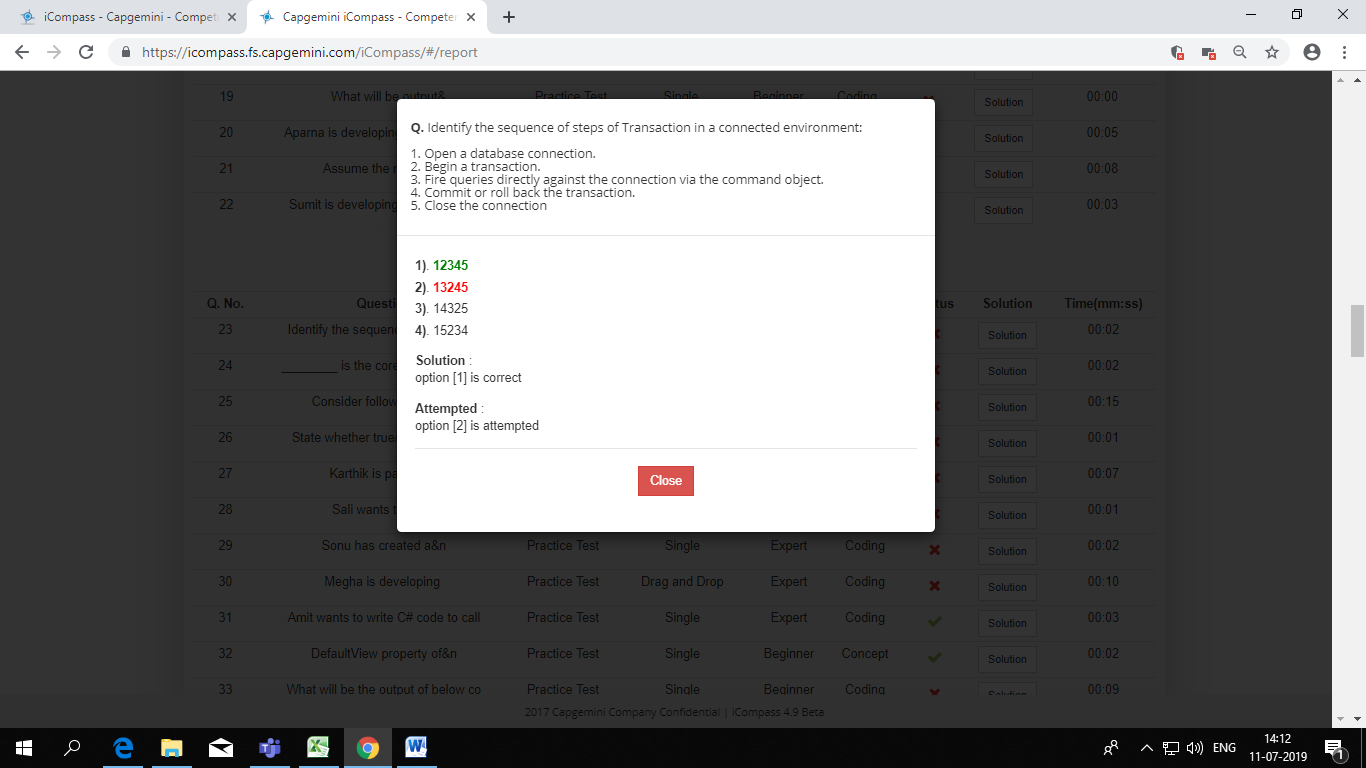 iCompass - Capgemini - Compet
Capgemini iCompass - Competen
https://icompass.fs.capgemini.com/iCompass/#/report
19 What will be output& Practice Test Single Beginner Coding Solution 00:00
20 Aparna is developin Solution 00:05
21 Assume the Solution 00:08
22 Sumit is developing Solution 00:03
Q. Identify the sequence of steps of Transaction in a connected environment:
1. Open a database connection.
2. Begin a transaction.
3. Fire queries directly against the connection via the command object.
4. Commit or roll back the transaction.
5. Close the connection
1). 12345
2). 13245
3). 14325
4). 15234
Solution :
option [1] is correct
Attempted :
option [2] is attempted
Close
Q. No. Questi tus Solution Time(mm:ss)
23 Identify the sequen Solution 00:02
24 ________ is the core Solution 00:02
25 Consider follow Solution 00:15
26 State whether true Solution 00:01
27 Karthik is pa Solution 00:07
28 Sali wants t Solution 00:01
29 Sonu has created a&n Practice Test Single Expert Coding Solution 00:02
30 Megha is developing Practice Test Drag and Drop Expert Coding Solution 00:10
31 Amit wants to write C# code to call Practice Test Single Expert Coding Solution 00:03
32 DefaultView property of&n Practice Test Single Beginner Concept Solution 00:02
33 What will be the output of below co Practice Test Single Beginner Coding Solution 00:09
2017 Capgemini Company Confidential | iCompass 4.9 Beta
ENG
14:12
11-07-2019
1